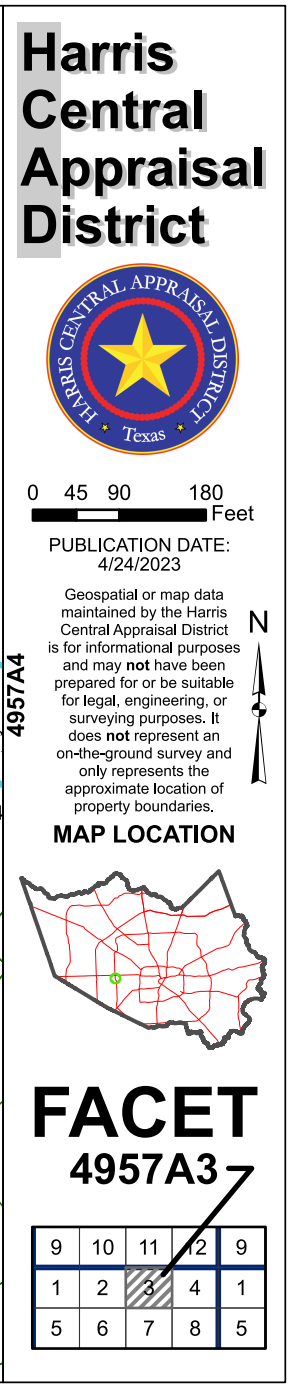 Harris
Central
Appraisal
District
HARRIS CENTRAL APPRAISAL DISTRICT
Texas
0 45 90 180
Feet
PUBLICATION DATE:
4/24/2023
Geospatial or map data
maintained by the Harris
Central Appraisal District
is for informational purposes
and may not have been
prepared for or be suitable
for legal, engineering, or
surveying purposes. It
does not represent an
on-the-ground survey and
only represents the
approximate location of
property boundaries.
N
4957A4
MAP LOCATION
FACET
4957A3
9 10 11 12 9
1 2 3 4 1
5 6 7 8 5